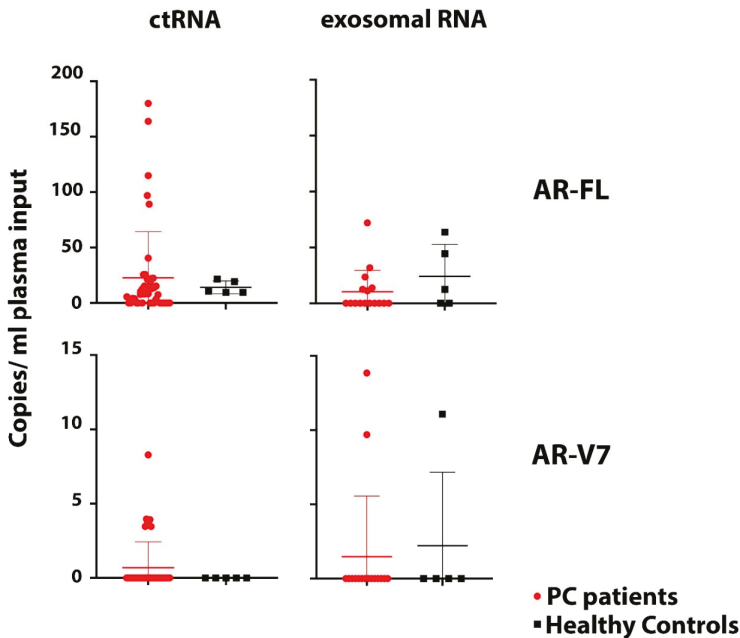 ctRNA
exosomal RNA
Copies/ ml plasma input
200
150
100
50
0
AR-FL
15
10
5
0
AR-V7
PC patients
Healthy Controls